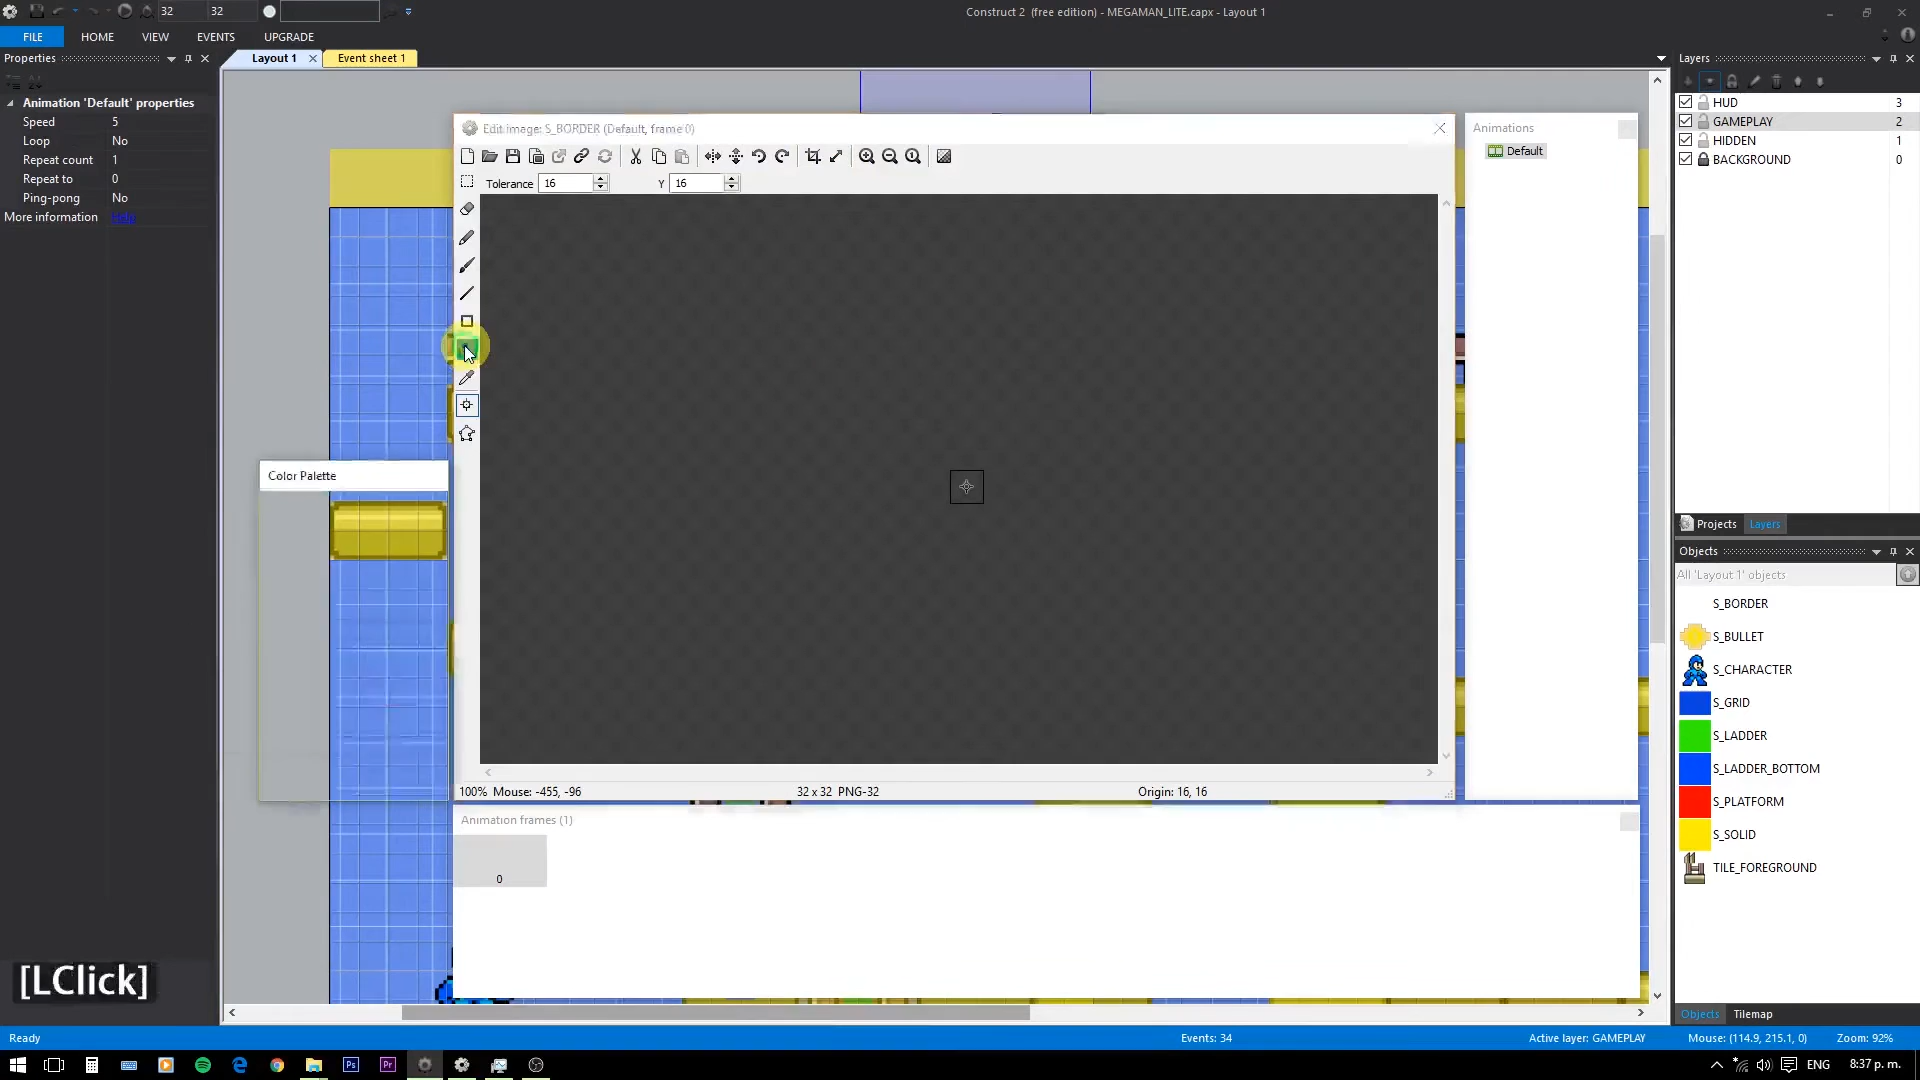 32 32
Construct 2 (free edition) - MEGAMAN_LITE.capx - Layout 1
FILE HOME VIEW EVENTS UPGRADE
Properties
Layout 1
Event sheet 1
Layers
Animation 'Default' properties
Speed 5
Loop No
Repeat count 1
Repeat to 0
Ping-pong No
More information Help
Edit image: S_BORDER (Default, frame 0)
Tolerance 16 Y 16
Animations
Default
HUD 3
GAMEPLAY 2
HIDDEN 1
BACKGROUND 0
Color Palette
Projects Layers
Objects
All 'Layout 1' objects
S_BORDER
S_BULLET
S_CHARACTER
S_GRID
S_LADDER
S_LADDER_BOTTOM
S_PLATFORM
S_SOLID
TILE_FOREGROUND
100% Mouse: -455, -96 32 x 32 PNG-32 Origin: 16, 16
Animation frames (1)
0
[LClick]
Objects Tilemap
Ready Events: 34 Active layer: GAMEPLAY Mouse: (114.9, 215.1, 0) Zoom: 92%
Ps Pr ENG 8:37 p. m.